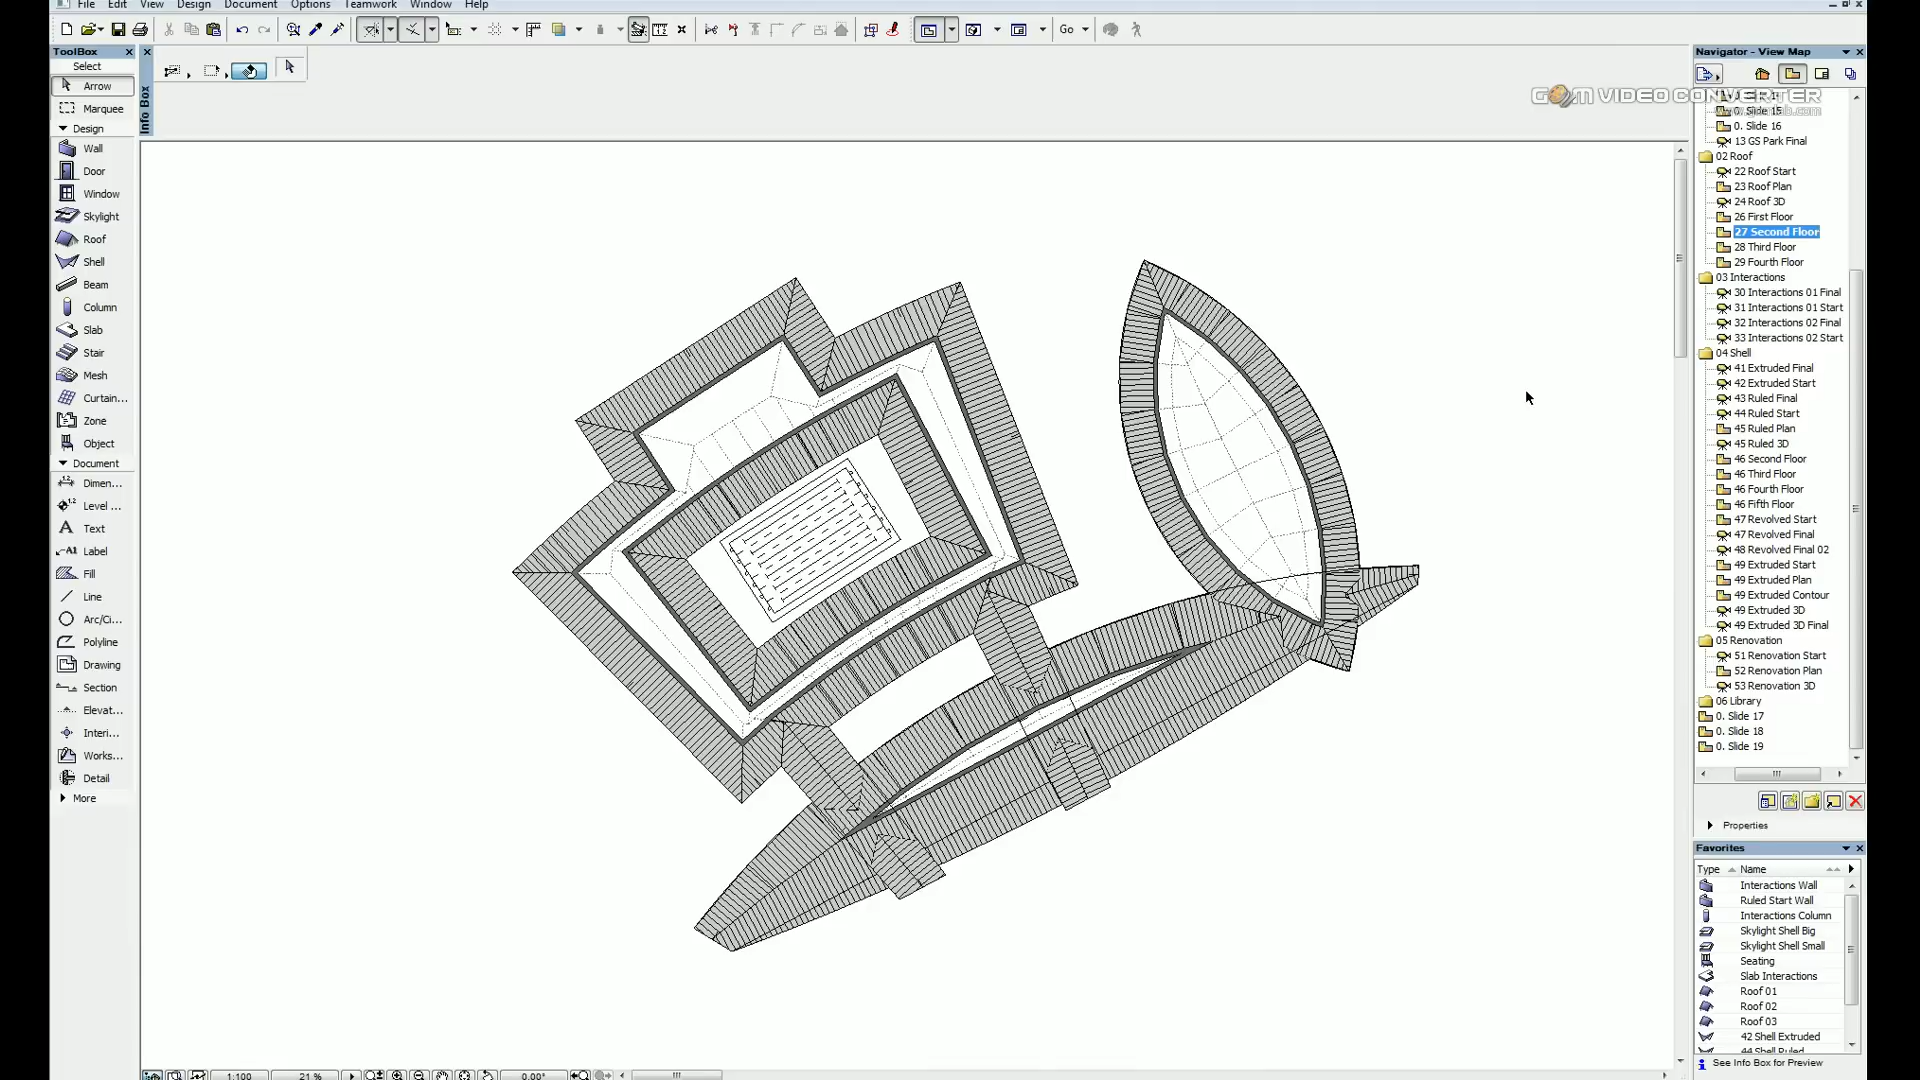 File Edit View Design Document Options Teamwork Window Help
Go
ToolBox
Select
Arrow
Marquee
Design
Wall
Door
Window
Skylight
Roof
Shell
Beam
Column
Slab
Stair
Mesh
Curtain...
Zone
Object
Document
Dimen...
Level ...
Text
Label
Fill
Line
Arc/Ci...
Polyline
Drawing
Section
Elevat...
Interi...
Works...
Detail
More
Info Box
GOM VIDEO CONVERTER
Navigator - View Map
0. Slide 15
0. Slide 16
13 GS Park Final
02 Roof
22 Roof Start
23 Roof Plan
24 Roof 3D
26 First Floor
27 Second Floor
28 Third Floor
29 Fourth Floor
03 Interactions
30 Interactions 01 Final
31 Interactions 01 Start
32 Interactions 02 Final
33 Interactions 02 Start
04 Shell
41 Extruded Final
42 Extruded Start
43 Ruled Final
44 Ruled Start
45 Ruled Plan
45 Ruled 3D
46 Second Floor
46 Third Floor
46 Fourth Floor
46 Fifth Floor
47 Revolved Start
47 Revolved Final
48 Revolved Final 02
49 Extruded Start
49 Extruded Plan
49 Extruded Contour
49 Extruded 3D
49 Extruded 3D Final
05 Renovation
51 Renovation Start
52 Renovation Plan
53 Renovation 3D
06 Library
0. Slide 17
0. Slide 18
0. Slide 19
Properties
Favorites
Type Name
Interactions Wall
Ruled Start Wall
Interactions Column
Skylight Shell Big
Skylight Shell Small
Seating
Slab Interactions
Roof 01
Roof 02
Roof 03
42 Shell Extruded
44 Shell Ruled
See Info Box for Preview
1:100 21 % 0.00°